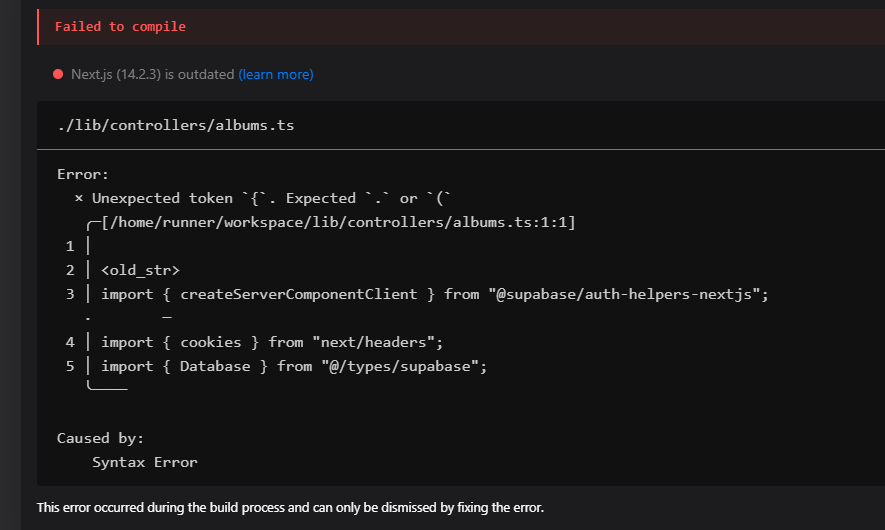 Failed to compile
Next.js (14.2.3) is outdated (learn more)
./lib/controllers/albums.ts
Error:
× Unexpected token `{`. Expected `.` or `(`
╭─[/home/runner/workspace/lib/controllers/albums.ts:1:1]
1 │
2 │ <old_str>
3 │ import { createServerComponentClient } from "@supabase/auth-helpers-nextjs";
· ─
4 │ import { cookies } from "next/headers";
5 │ import { Database } from "@/types/supabase";
╰────
Caused by:
Syntax Error
This error occurred during the build process and can only be dismissed by fixing the error.